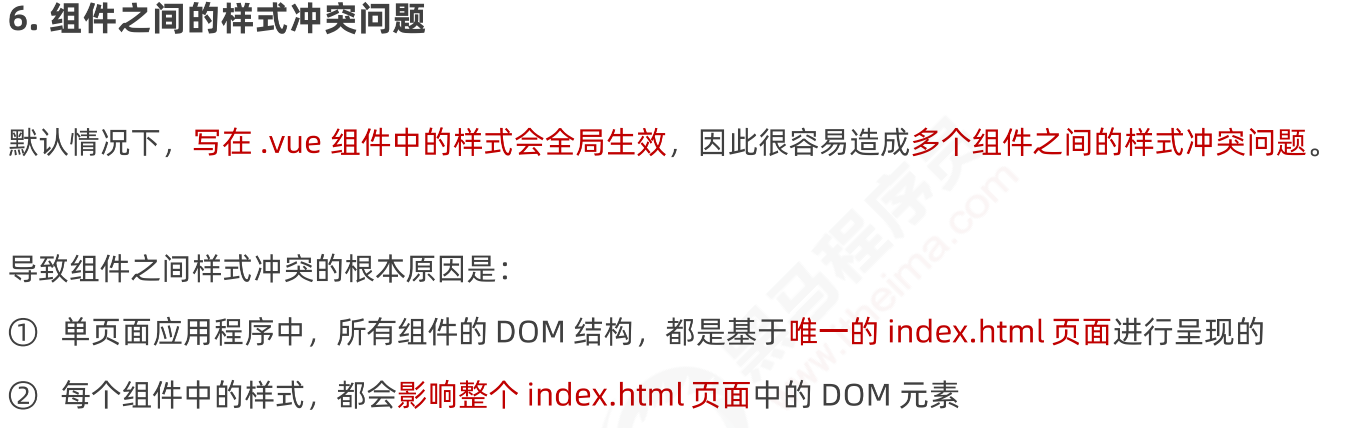 6. 组件之间的样式冲突问题
默认情况下，写在 .vue 组件中的样式会全局生效，因此很容易造成多个组件之间的样式冲突问题。
导致组件之间样式冲突的根本原因是：
① 单页面应用程序中，所有组件的 DOM 结构，都是基于唯一的 index.html 页面进行呈现的
② 每个组件中的样式，都会影响整个 index.html 页面中的 DOM 元素
黑马程序员
www.itheima.com